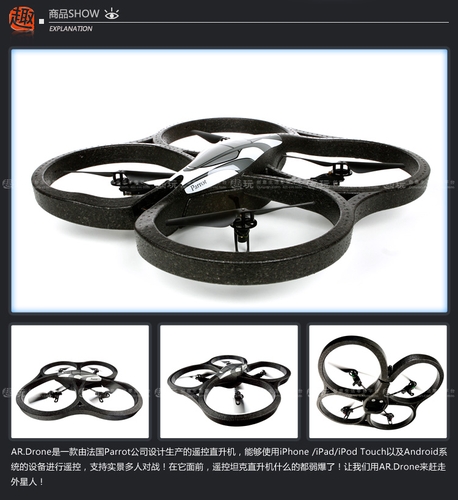 趣
商品SHOW
EXPLANATION
Parrot
AR.Drone是一款由法国Parrot公司设计生产的遥控直升机，能够使用iPhone /iPad/iPod Touch以及Android系
统的设备进行遥控，支持实景多人对战！在它面前，遥控坦克直升机什么的都弱爆了！让我们用AR.Drone来赶走
外星人！